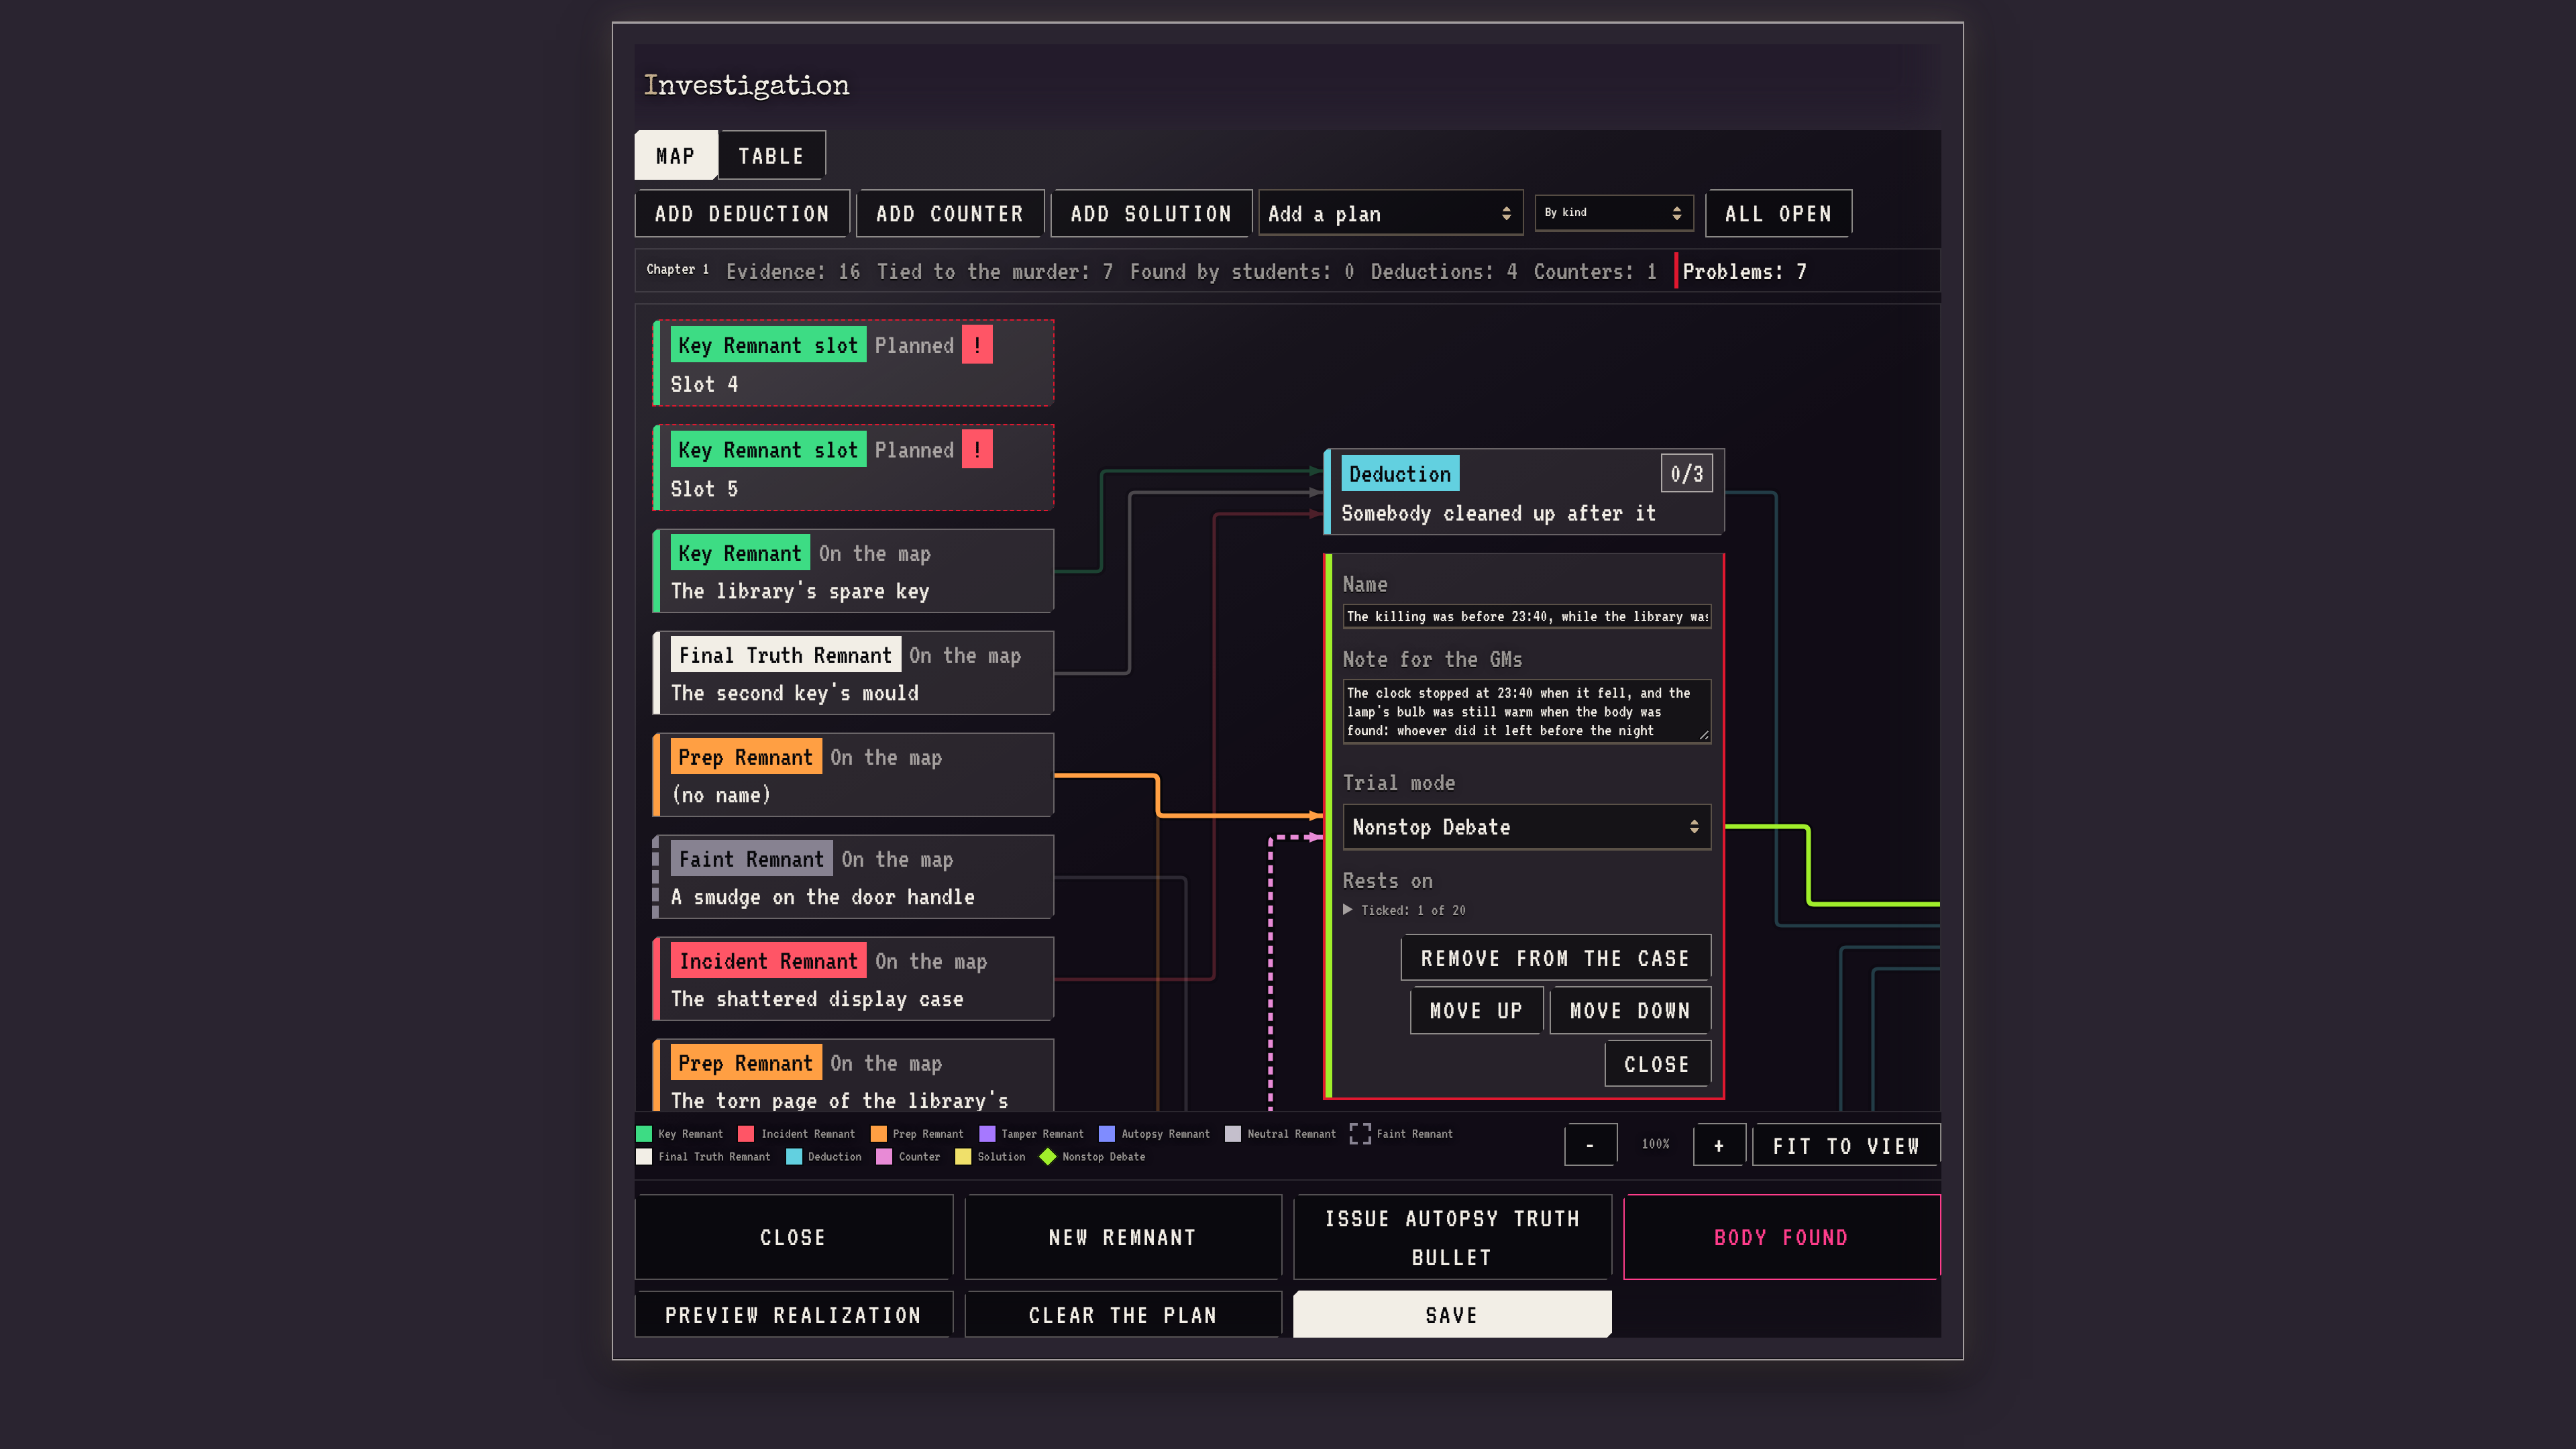 Investigation
MAP TABLE
ADD DEDUCTION ADD COUNTER ADD SOLUTION Add a plan By kind ALL OPEN
Chapter 1 Evidence: 16 Tied to the murder: 7 Found by students: 0 Deductions: 4 Counters: 1 Problems: 7
Key Remnant slot Planned !
Slot 4
Key Remnant slot Planned !
Slot 5
Key Remnant On the map
The library's spare key
Final Truth Remnant On the map
The second key's mould
Prep Remnant On the map
(no name)
Faint Remnant On the map
A smudge on the door handle
Incident Remnant On the map
The shattered display case
Prep Remnant On the map
The torn page of the library's
Deduction 0/3
Somebody cleaned up after it
Name
The killing was before 23:40, while the library was
Note for the GMs
The clock stopped at 23:40 when it fell, and the
lamp's bulb was still warm when the body was
found: whoever did it left before the night
Trial mode
Nonstop Debate
Rests on
Ticked: 1 of 20
REMOVE FROM THE CASE
MOVE UP MOVE DOWN
CLOSE
Key Remnant Incident Remnant Prep Remnant Tamper Remnant Autopsy Remnant Neutral Remnant Faint Remnant
Final Truth Remnant Deduction Counter Solution Nonstop Debate
- 100% + FIT TO VIEW
CLOSE NEW REMNANT ISSUE AUTOPSY TRUTH
BULLET BODY FOUND
PREVIEW REALIZATION CLEAR THE PLAN SAVE